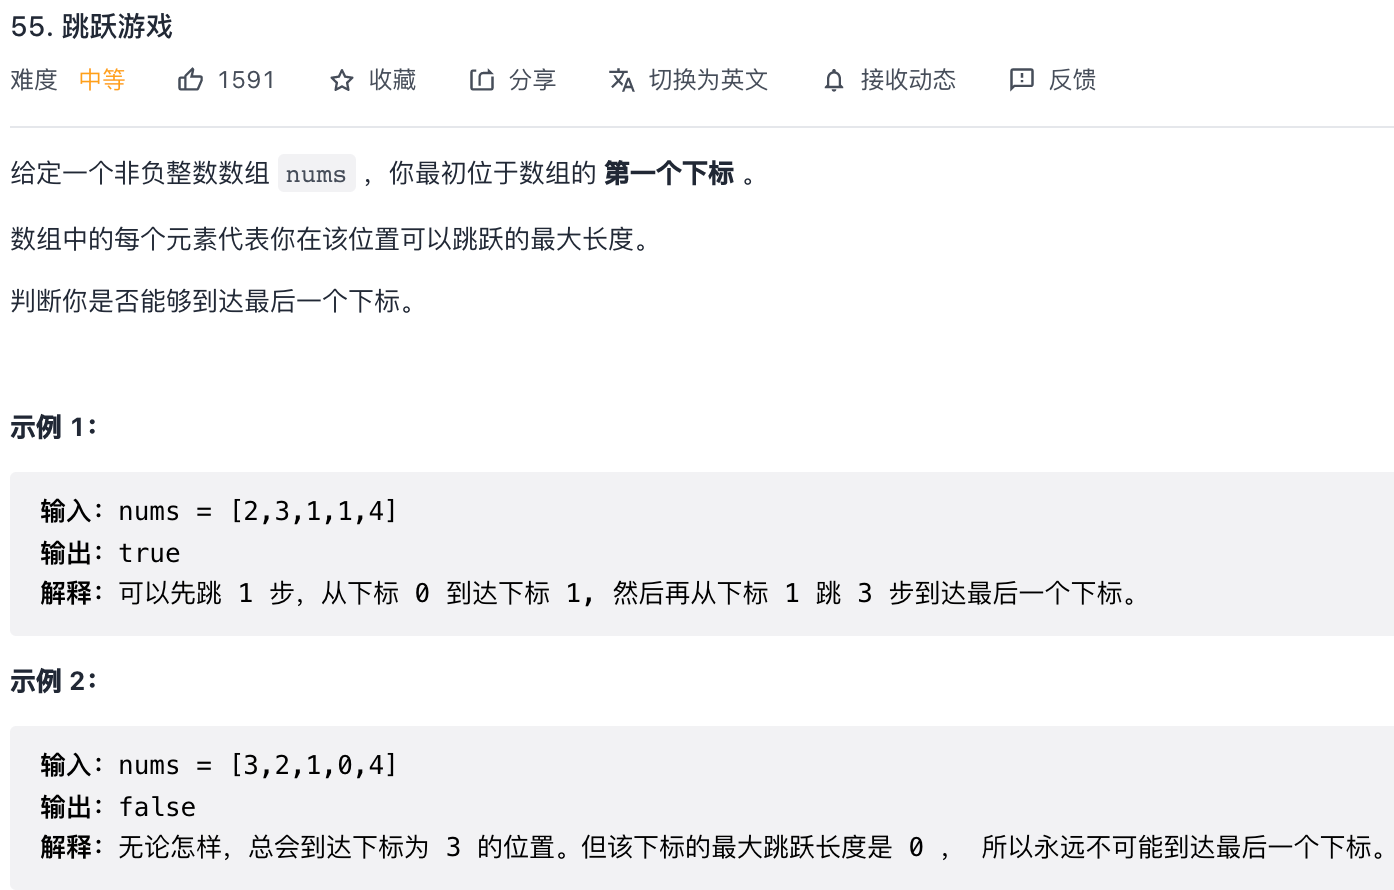 55. 跳跃游戏
难度 中等 1591 收藏 分享 切换为英文 接收动态 反馈
给定一个非负整数数组 nums ，你最初位于数组的 第一个下标 。
数组中的每个元素代表你在该位置可以跳跃的最大长度。
判断你是否能够到达最后一个下标。
示例 1：
输入：nums = [2,3,1,1,4]
输出：true
解释：可以先跳 1 步，从下标 0 到达下标 1, 然后再从下标 1 跳 3 步到达最后一个下标。
示例 2：
输入：nums = [3,2,1,0,4]
输出：false
解释：无论怎样，总会到达下标为 3 的位置。但该下标的最大跳跃长度是 0 ， 所以永远不可能到达最后一个下标。